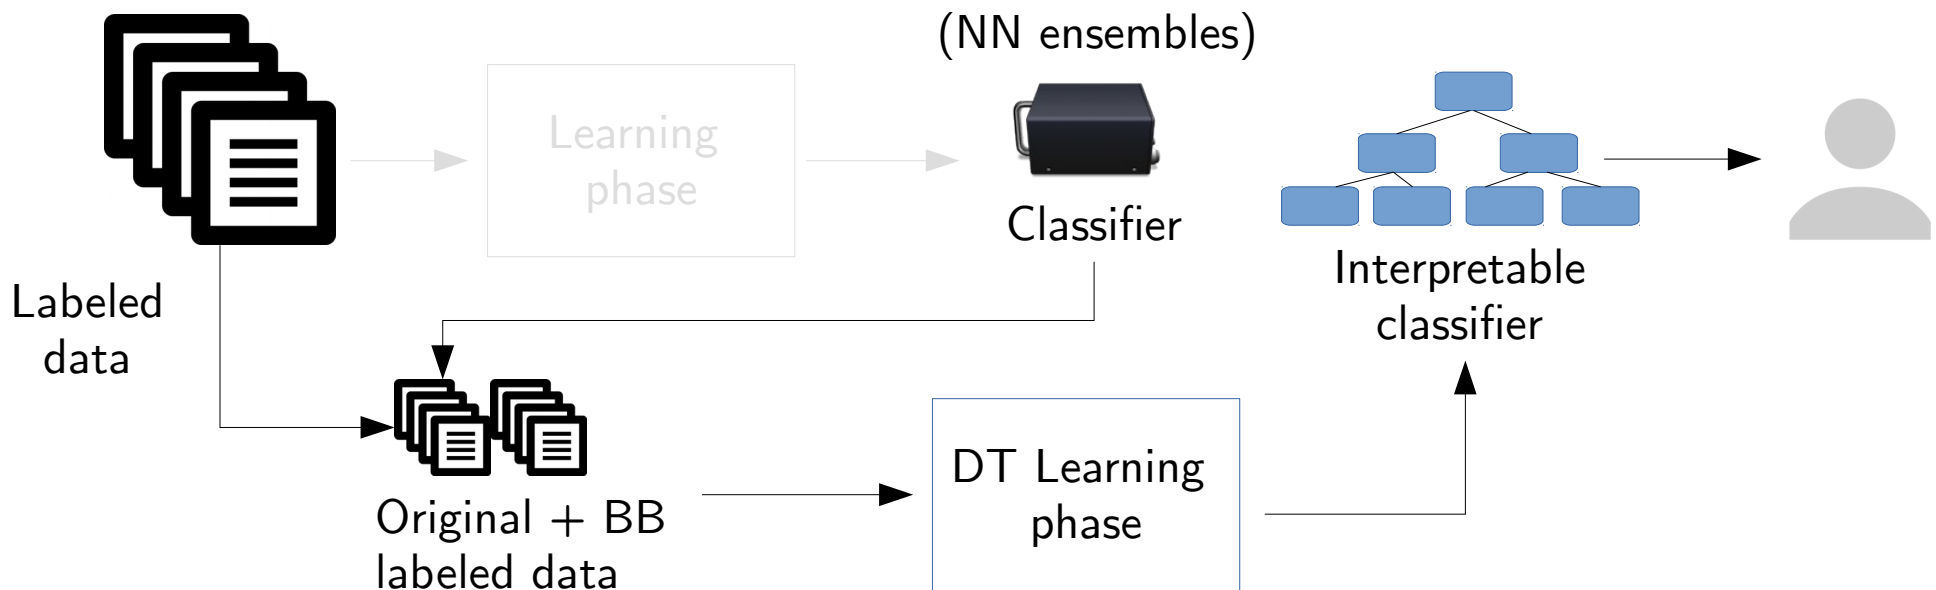 (NN ensembles)
Learning
phase
Classifier
Interpretable
classifier
Labeled
data
Original + BB
labeled data
DT Learning
phase